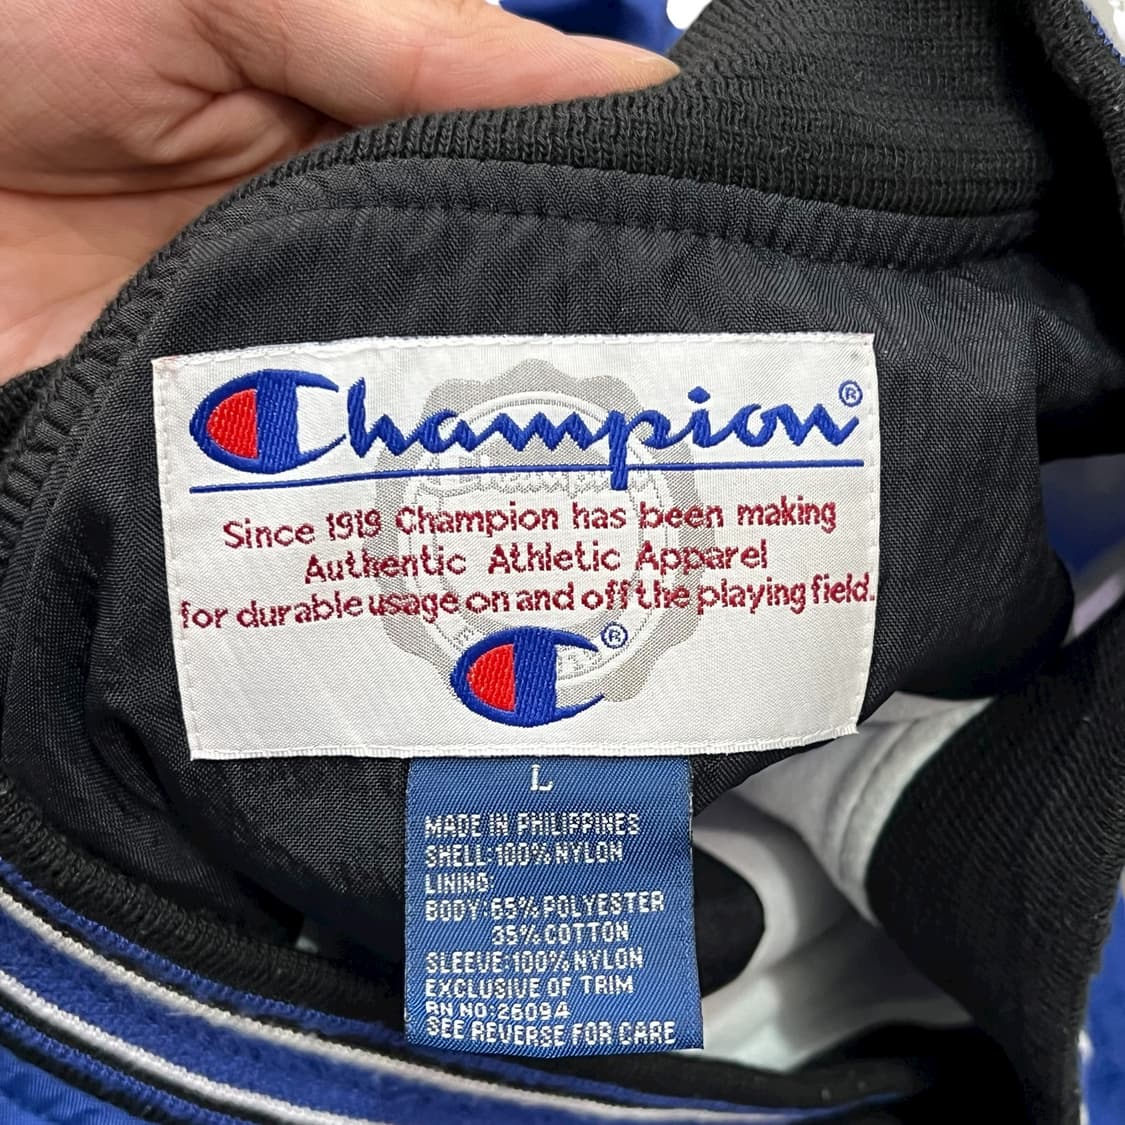 Champion®
Since 1919 Champion has been making
Authentic Athletic Apparel
for durable usage on and off the playing field.
®
L
MADE IN PHILIPPINES
SHELL:100%NYLON
LINING:
BODY:65%POLYESTER
35%COTTON
SLEEVE:100%NYLON
EXCLUSIVE OF TRIM
RN NO:26094
SEE REVERSE FOR CARE